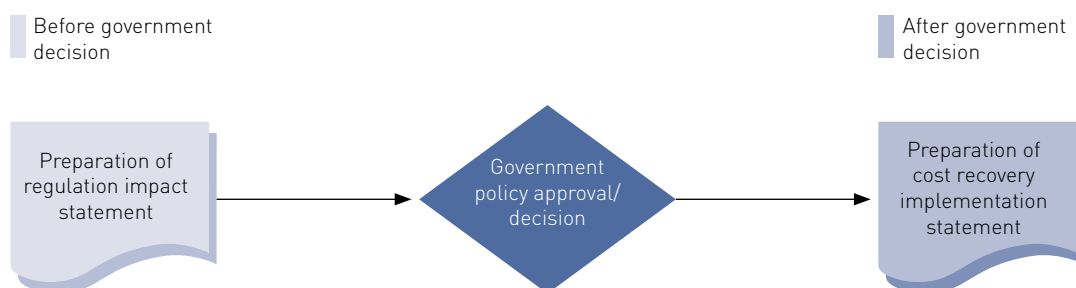 Before government
decision
After government
decision
Preparation of
regulation impact
statement
Government
policy approval/
decision
Preparation of
cost recovery
implementation
statement